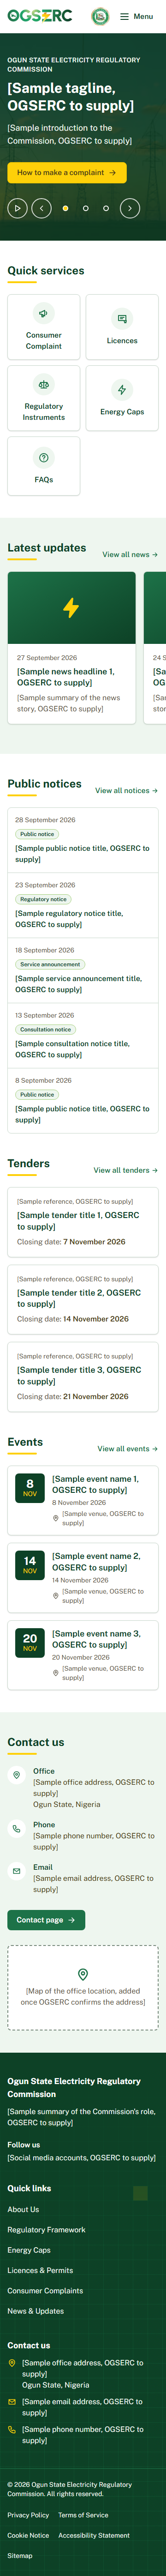 OGSERC
Menu
OGUN STATE ELECTRICITY REGULATORY
COMMISSION
[Sample tagline,
OGSERC to supply]
[Sample introduction to the
Commission, OGSERC to supply]
How to make a complaint →
Quick services
Consumer
Complaint
Licences
Regulatory
Instruments
Energy Caps
FAQs
Latest updates
View all news →
27 September 2026
[Sample news headline 1,
OGSERC to supply]
[Sample summary of the news
story, OGSERC to supply]
Public notices
View all notices →
28 September 2026
Public notice
[Sample public notice title, OGSERC to
supply]
23 September 2026
Regulatory notice
[Sample regulatory notice title,
OGSERC to supply]
18 September 2026
Service announcement
[Sample service announcement title,
OGSERC to supply]
13 September 2026
Consultation notice
[Sample consultation notice title,
OGSERC to supply]
8 September 2026
Public notice
[Sample public notice title, OGSERC to
supply]
Tenders
View all tenders →
[Sample reference, OGSERC to supply]
[Sample tender title 1, OGSERC
to supply]
Closing date: 7 November 2026
[Sample reference, OGSERC to supply]
[Sample tender title 2, OGSERC
to supply]
Closing date: 14 November 2026
[Sample reference, OGSERC to supply]
[Sample tender title 3, OGSERC
to supply]
Closing date: 21 November 2026
Events
View all events →
8
NOV
[Sample event name 1,
OGSERC to supply]
8 November 2026
[Sample venue, OGSERC to
supply]
14
NOV
[Sample event name 2,
OGSERC to supply]
14 November 2026
[Sample venue, OGSERC to
supply]
20
NOV
[Sample event name 3,
OGSERC to supply]
20 November 2026
[Sample venue, OGSERC to
supply]
Contact us
Office
[Sample office address, OGSERC to
supply]
Ogun State, Nigeria
Phone
[Sample phone number, OGSERC to
supply]
Email
[Sample email address, OGSERC to
supply]
Contact page →
[Map of the office location, added
once OGSERC confirms the address]
Ogun State Electricity Regulatory
Commission
[Sample summary of the Commission's role,
OGSERC to supply]
Follow us
[Social media accounts, OGSERC to supply]
Quick links
About Us
Regulatory Framework
Energy Caps
Licences & Permits
Consumer Complaints
News & Updates
Contact us
[Sample office address, OGSERC to
supply]
Ogun State, Nigeria
[Sample email address, OGSERC to
supply]
[Sample phone number, OGSERC to
supply]
© 2026 Ogun State Electricity Regulatory
Commission. All rights reserved.
Privacy Policy Terms of Service
Cookie Notice Accessibility Statement
Sitemap